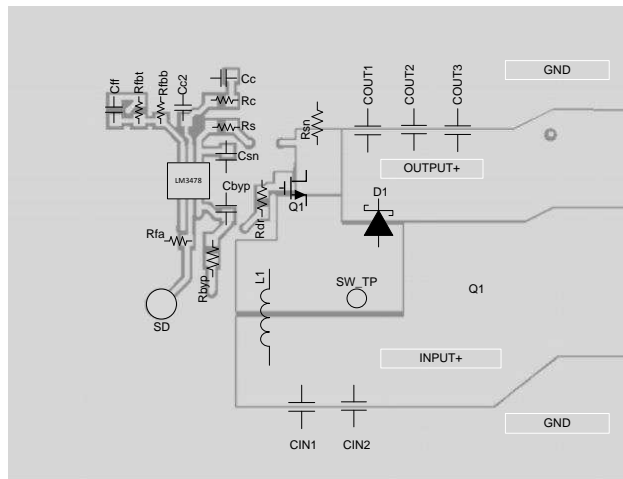 COUT1
COUT2
COUT3
GND
Cff
Rfbt
Rfbb
Cc2
Cc
Rc
Rs
Rsn
Csn
OUTPUT+
LM3478
Cbyp
D1
Q1
Rdr
Rfa
Rbyp
L1
SW_TP
Q1
SD
INPUT+
GND
CIN1
CIN2